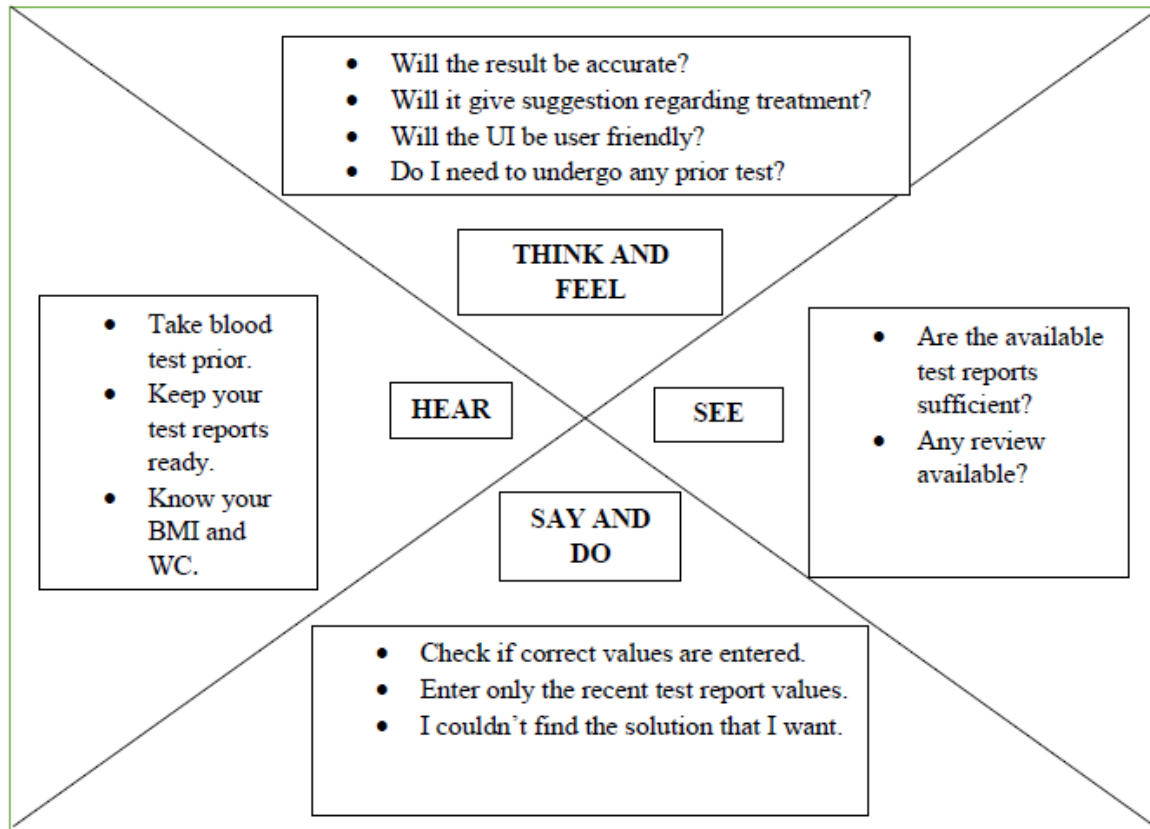 • Will the result be accurate?
• Will it give suggestion regarding treatment?
• Will the UI be user friendly?
• Do I need to undergo any prior test?
THINK AND
FEEL
• Take blood
test prior.
• Keep your
test reports
ready.
• Know your
BMI and
WC.
HEAR
SEE
• Are the available
test reports
sufficient?
• Any review
available?
SAY AND
DO
• Check if correct values are entered.
• Enter only the recent test report values.
• I couldn’t find the solution that I want.